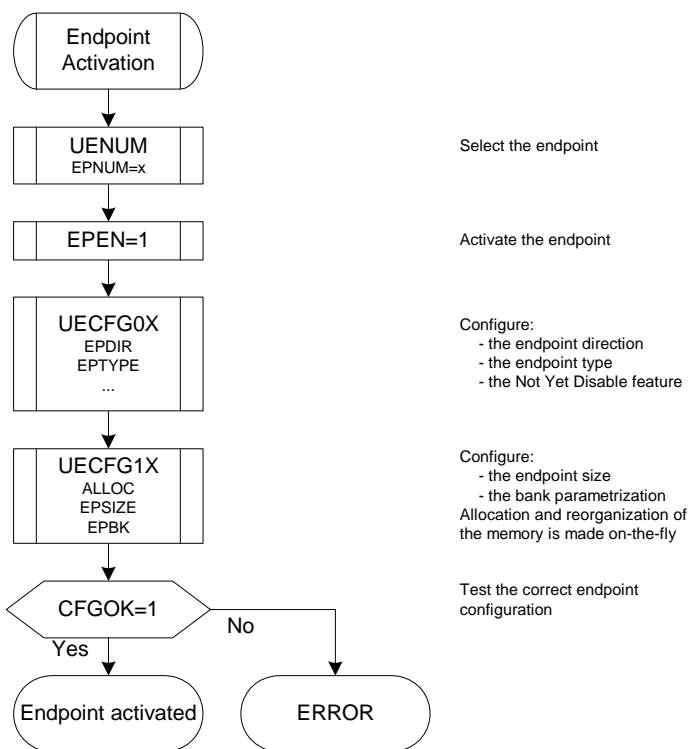 Endpoint
Activation
UENUM
EPNUM=x
Select the endpoint
EPEN=1
Activate the endpoint
UECFG0X
EPDIR
EPTYPE
...
Configure:
- the endpoint direction
- the endpoint type
- the Not Yet Disable feature
UECFG1X
ALLOC
EPSIZE
EPBK
Configure:
- the endpoint size
- the bank parametrization
Allocation and reorganization of
the memory is made on-the-fly
CFGOK=1
Test the correct endpoint
configuration
No
Yes
Endpoint activated
ERROR